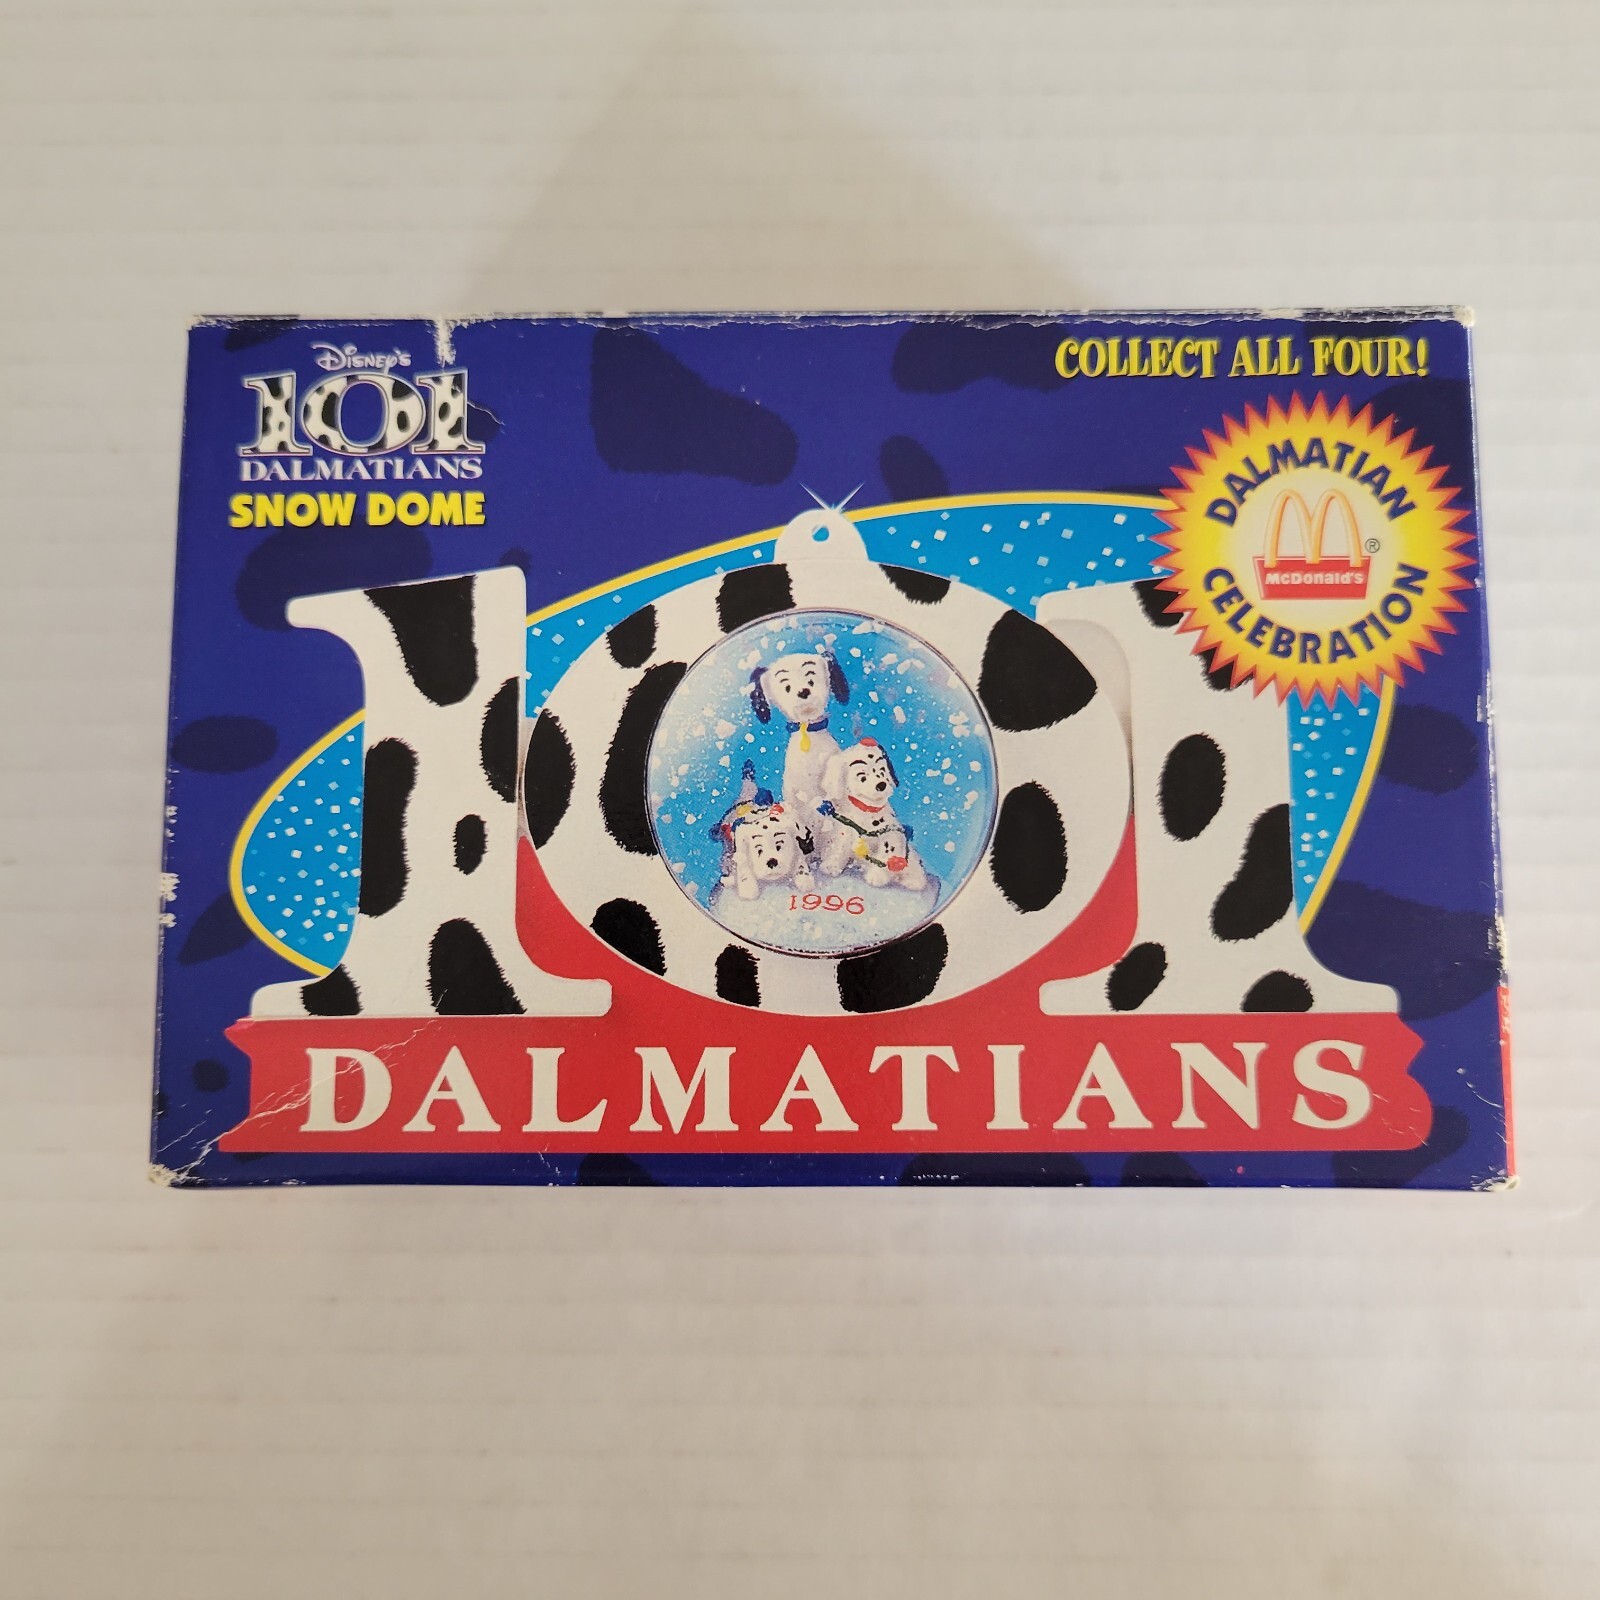 Disney's
101
DALMATIANS
SNOW DOME
COLLECT ALL FOUR!
DALMATIAN
McDonald's ®
CELEBRATION
101
1996
DALMATIANS